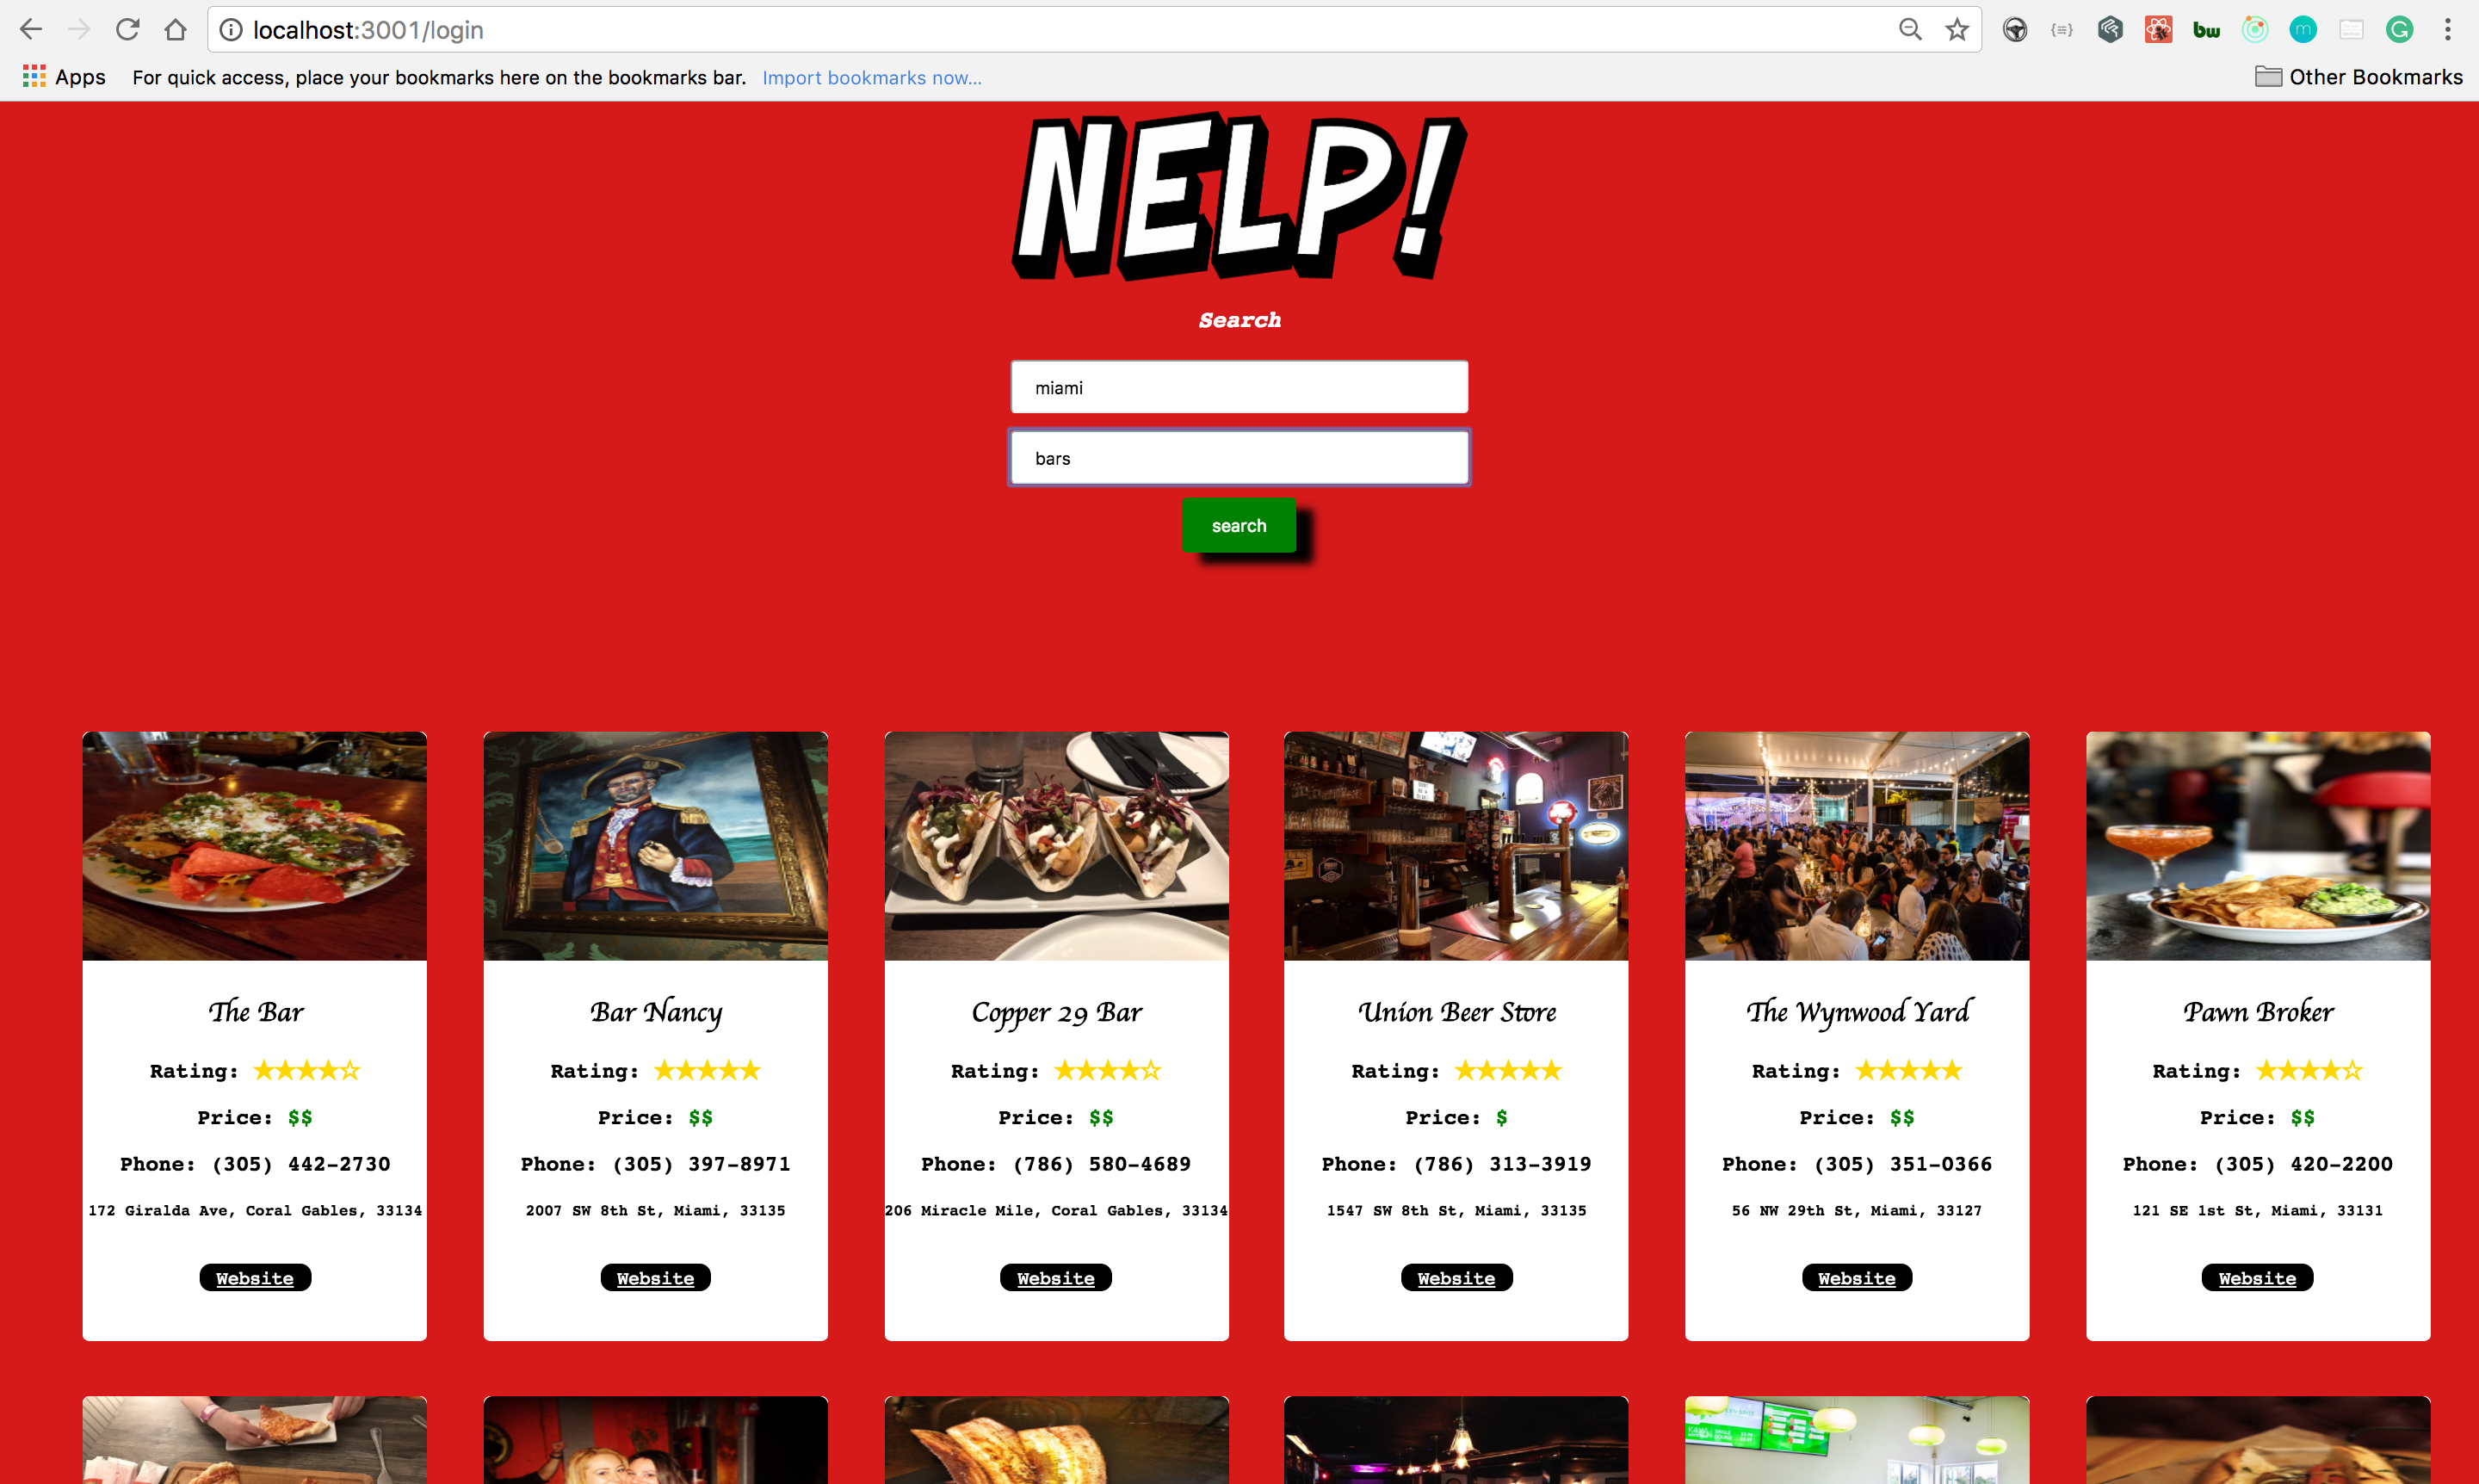 localhost:3001/login
Apps For quick access, place your bookmarks here on the bookmarks bar. Import bookmarks now... Other Bookmarks
NELP!
Search
miami
bars
search
The Bar
Rating: ★★★★☆
Price: $$
Phone: (305) 442-2730
172 Giralda Ave, Coral Gables, 33134
Website
Bar Nancy
Rating: ★★★★★
Price: $$
Phone: (305) 397-8971
2007 SW 8th St, Miami, 33135
Website
Copper 29 Bar
Rating: ★★★★☆
Price: $$
Phone: (786) 580-4689
206 Miracle Mile, Coral Gables, 33134
Website
Union Beer Store
Rating: ★★★★★
Price: $
Phone: (786) 313-3919
1547 SW 8th St, Miami, 33135
Website
The Wynwood Yard
Rating: ★★★★★
Price: $$
Phone: (305) 351-0366
56 NW 29th St, Miami, 33127
Website
Pawn Broker
Rating: ★★★★☆
Price: $$
Phone: (305) 420-2200
121 SE 1st St, Miami, 33131
Website